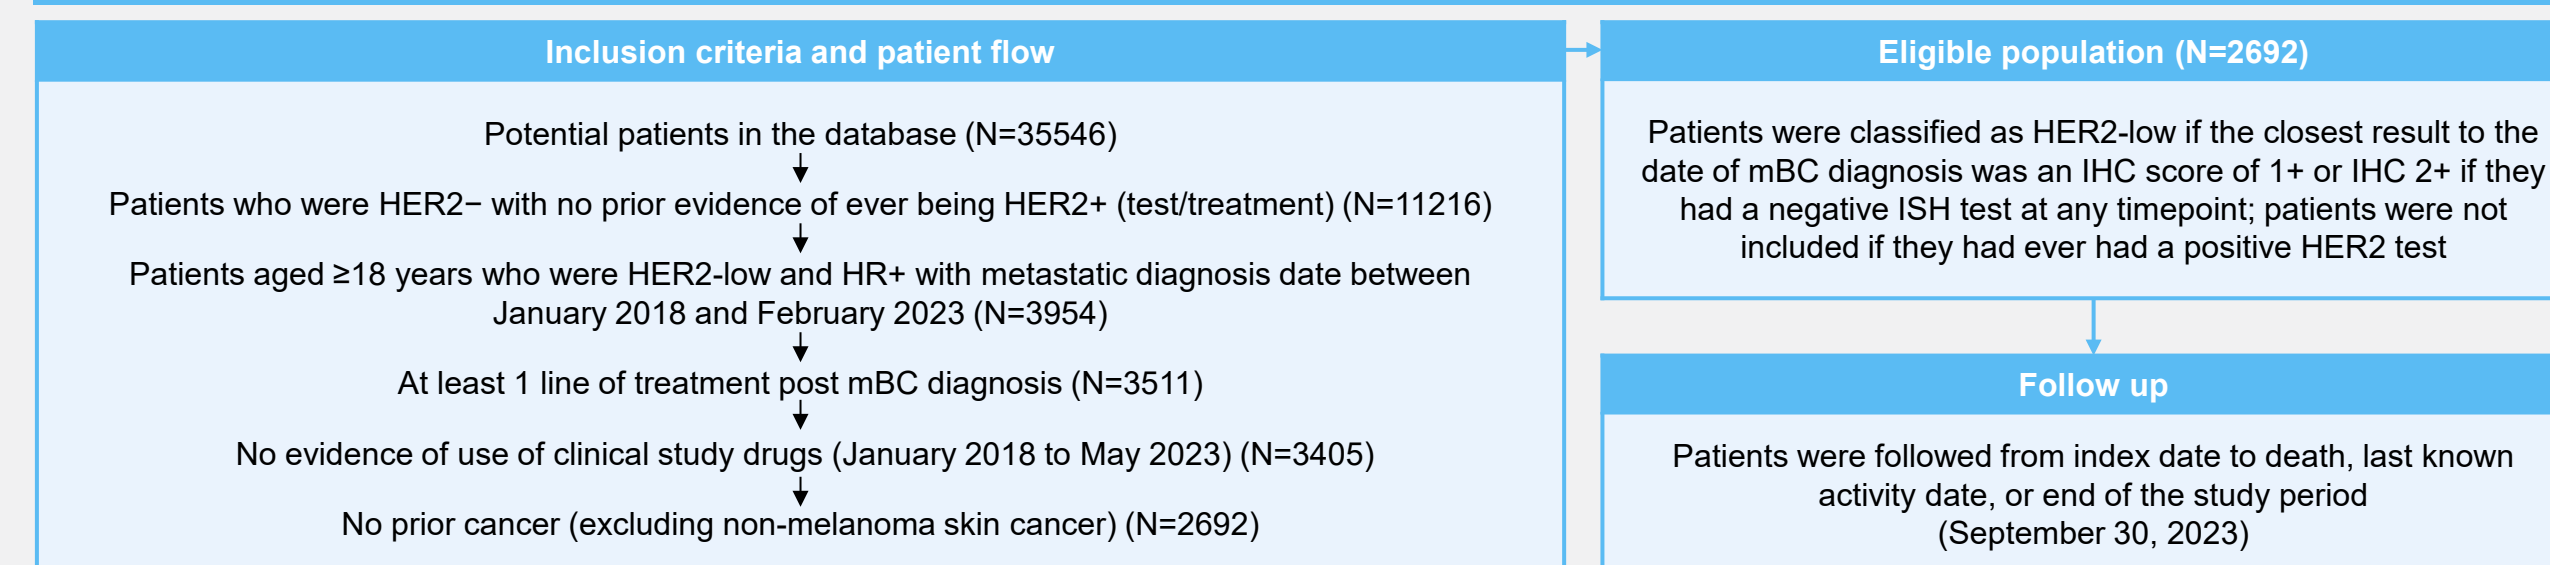 Inclusion criteria and patient flow
Potential patients in the database (N=35546)
Patients who were HER2− with no prior evidence of ever being HER2+ (test/treatment) (N=11216)
Patients aged ≥18 years who were HER2-low and HR+ with metastatic diagnosis date between
January 2018 and February 2023 (N=3954)
At least 1 line of treatment post mBC diagnosis (N=3511)
No evidence of use of clinical study drugs (January 2018 to May 2023) (N=3405)
No prior cancer (excluding non-melanoma skin cancer) (N=2692)
Eligible population (N=2692)
Patients were classified as HER2-low if the closest result to the
date of mBC diagnosis was an IHC score of 1+ or IHC 2+ if they
had a negative ISH test at any timepoint; patients were not
included if they had ever had a positive HER2 test
Follow up
Patients were followed from index date to death, last known
activity date, or end of the study period
(September 30, 2023)